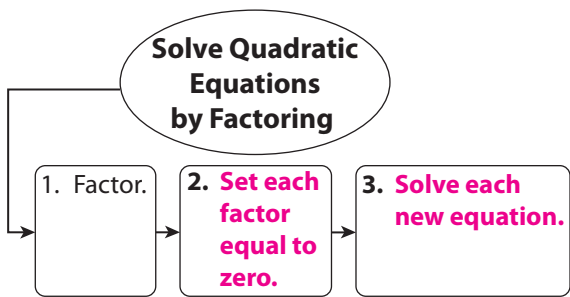 Solve Quadratic
Equations
by Factoring
1. Factor.
2. Set each
factor
equal to
zero.
3. Solve each
new equation.